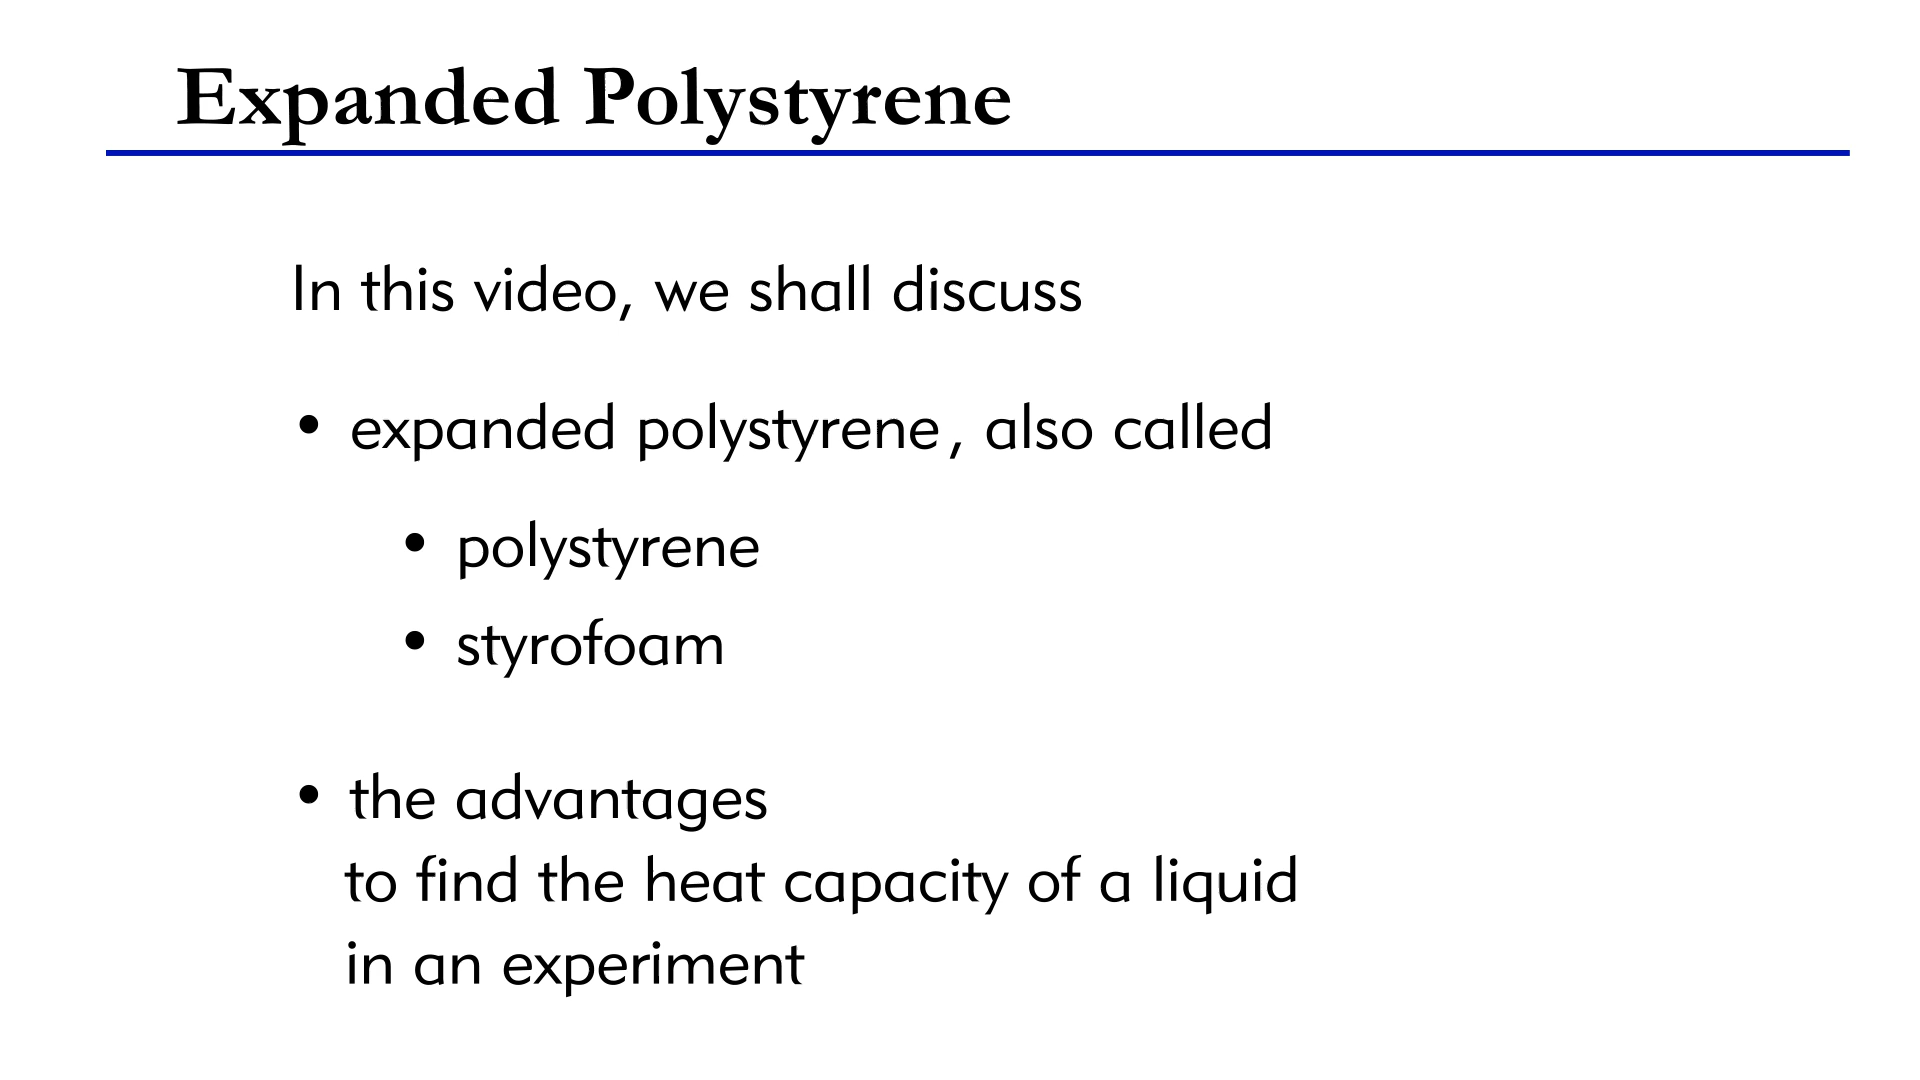 Expanded Polystyrene
In this video, we shall discuss
• expanded polystyrene, also called
• polystyrene
• styrofoam
• the advantages
to find the heat capacity of a liquid
in an experiment